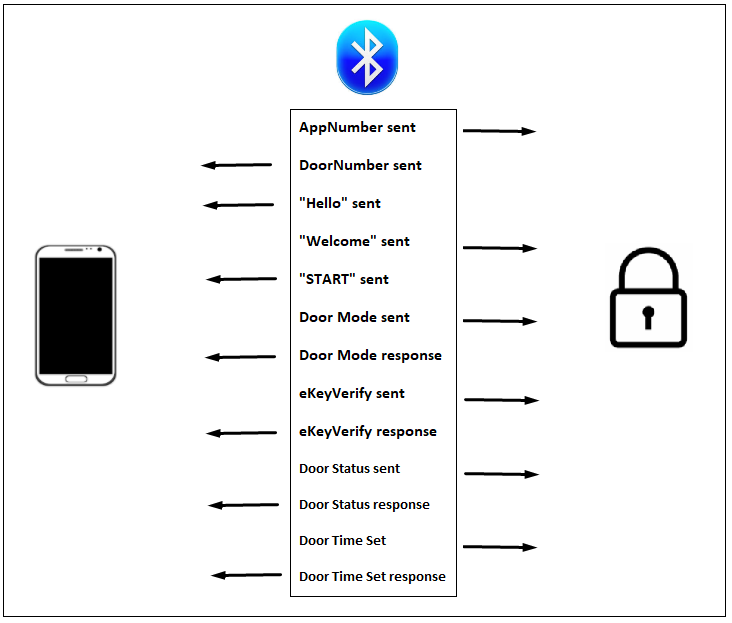 AppNumber sent
DoorNumber sent
"Hello" sent
"Welcome" sent
"START" sent
Door Mode sent
Door Mode response
eKeyVerify sent
eKeyVerify response
Door Status sent
Door Status response
Door Time Set
Door Time Set response